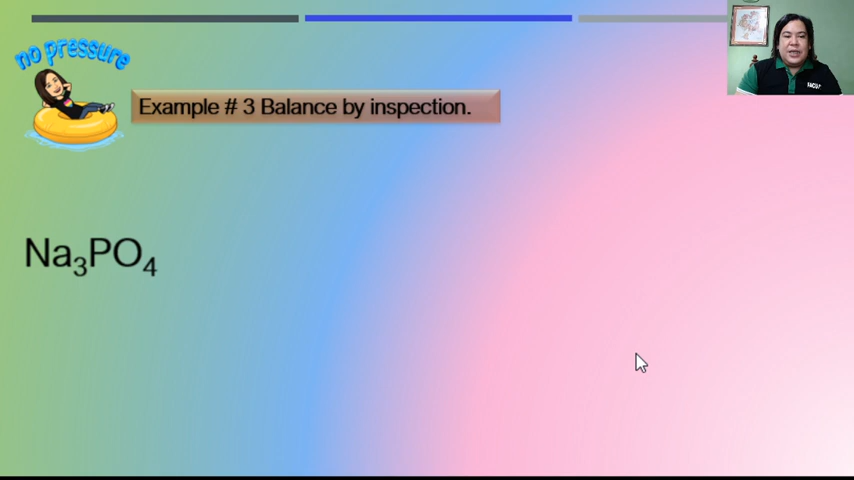 no pressure
Example # 3 Balance by inspection.
Na₃PO₄